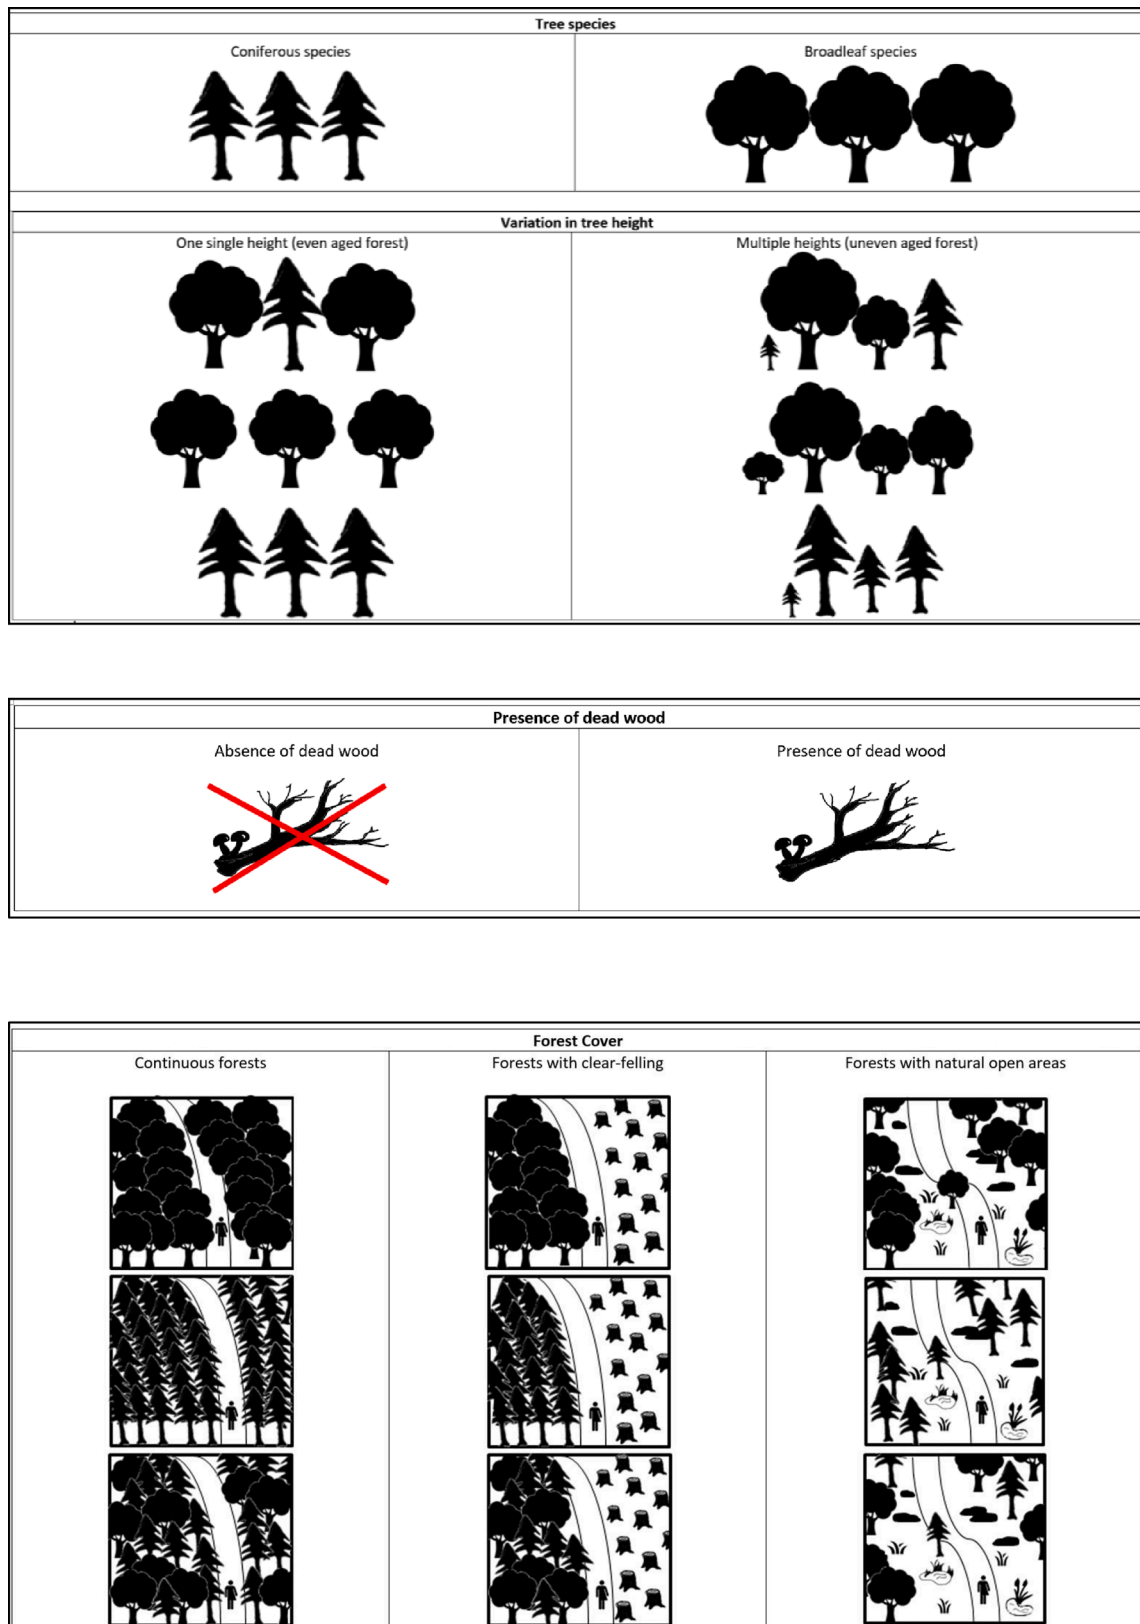 Tree species
Coniferous species
Broadleaf species
Variation in tree height
One single height (even aged forest)
Multiple heights (uneven aged forest)
Presence of dead wood
Absence of dead wood
Presence of dead wood
Forest Cover
Continuous forests
Forests with clear-felling
Forests with natural open areas